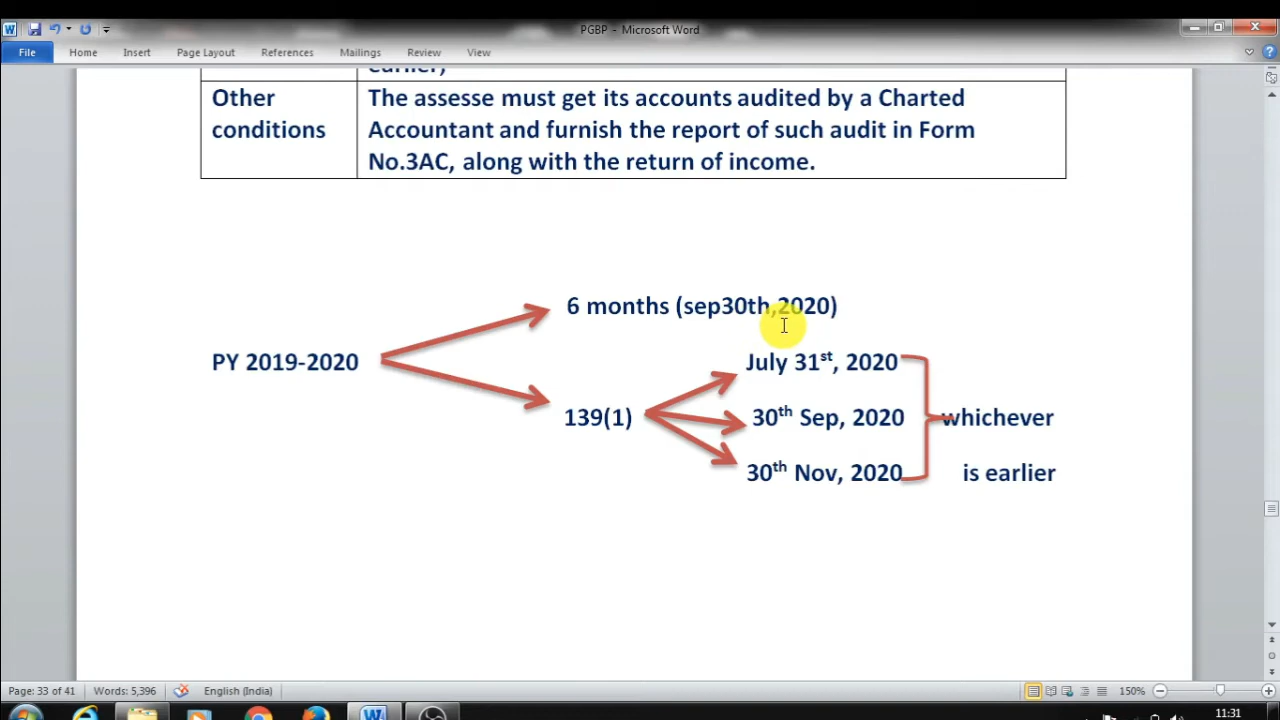 PGBP - Microsoft Word
File Home Insert Page Layout References Mailings Review View
earlier;
Other conditions
The assesse must get its accounts audited by a Charted
Accountant and furnish the report of such audit in Form
No.3AC, along with the return of income.
6 months (sep30th,2020)
PY 2019-2020
July 31st, 2020
139(1)
30th Sep, 2020
whichever
30th Nov, 2020
is earlier
Page: 33 of 41 Words: 5,396 English (India) 150%
11:31